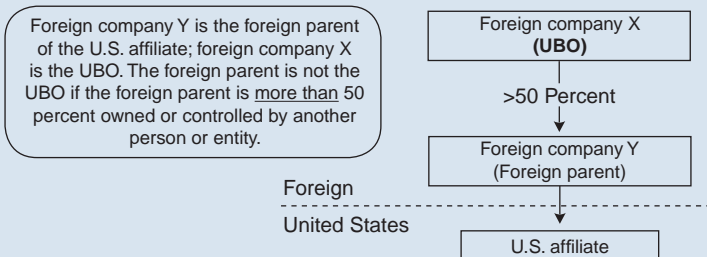 Foreign company Y is the foreign parent
of the U.S. affiliate; foreign company X
is the UBO. The foreign parent is not the
UBO if the foreign parent is more than 50
percent owned or controlled by another
person or entity.
Foreign company X
(UBO)
>50 Percent
Foreign company Y
(Foreign parent)
Foreign
United States
U.S. affiliate